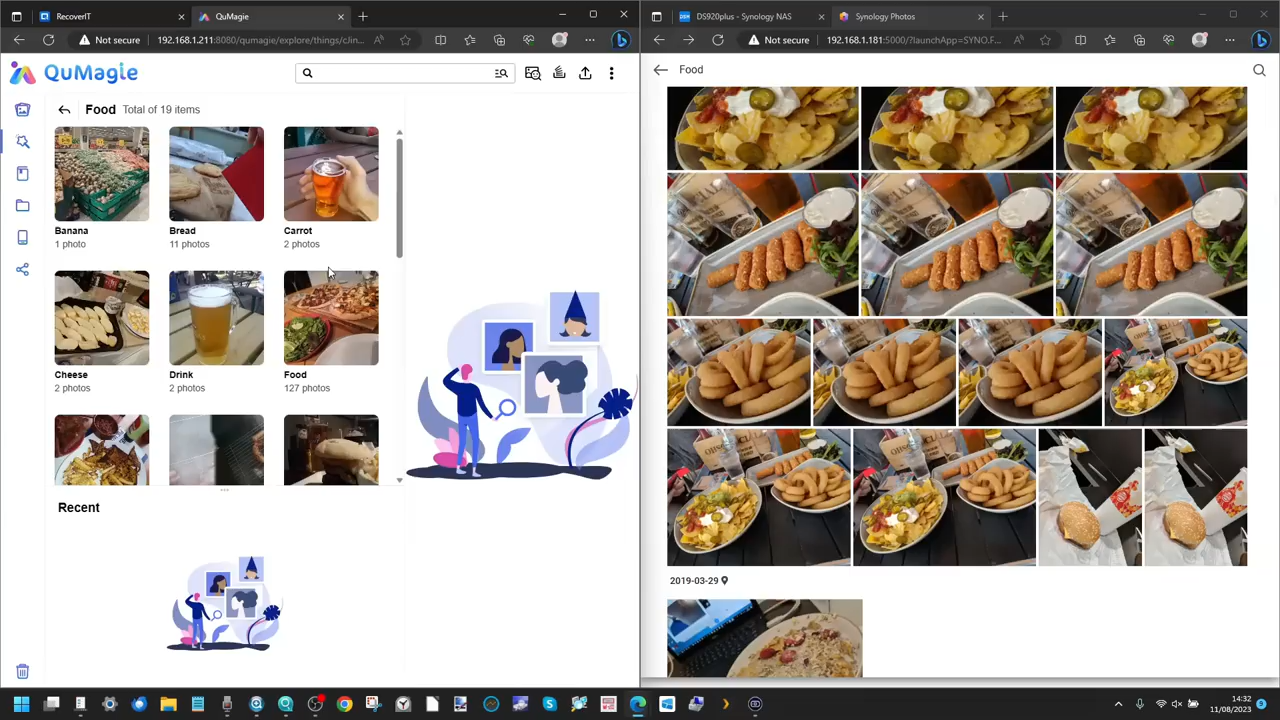 RecoverIT
QuMagie
Not secure 192.168.1.211:8080/qumagie/explore/things/clin...
QuMagie
Food Total of 19 items
Banana
1 photo
Bread
11 photos
Carrot
2 photos
Cheese
2 photos
Drink
2 photos
Food
127 photos
Recent
DS920plus - Synology NAS
Synology Photos
Not secure 192.168.1.181:5000/?launchApp=SYNO.F...
Food
2019-03-29
14:32
11/08/2023